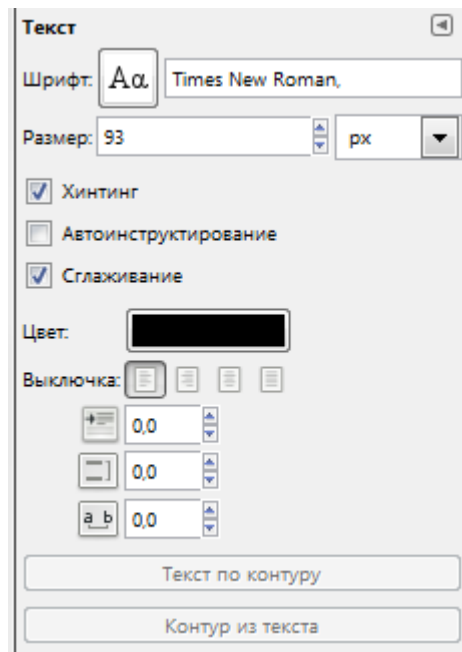 Текст
Шрифт: Aα Times New Roman,
Размер: 93 px
Хинтинг
Автоинструктирование
Сглаживание
Цвет:
Выключка:
0,0
0,0
a_b 0,0
Текст по контуру
Контур из текста